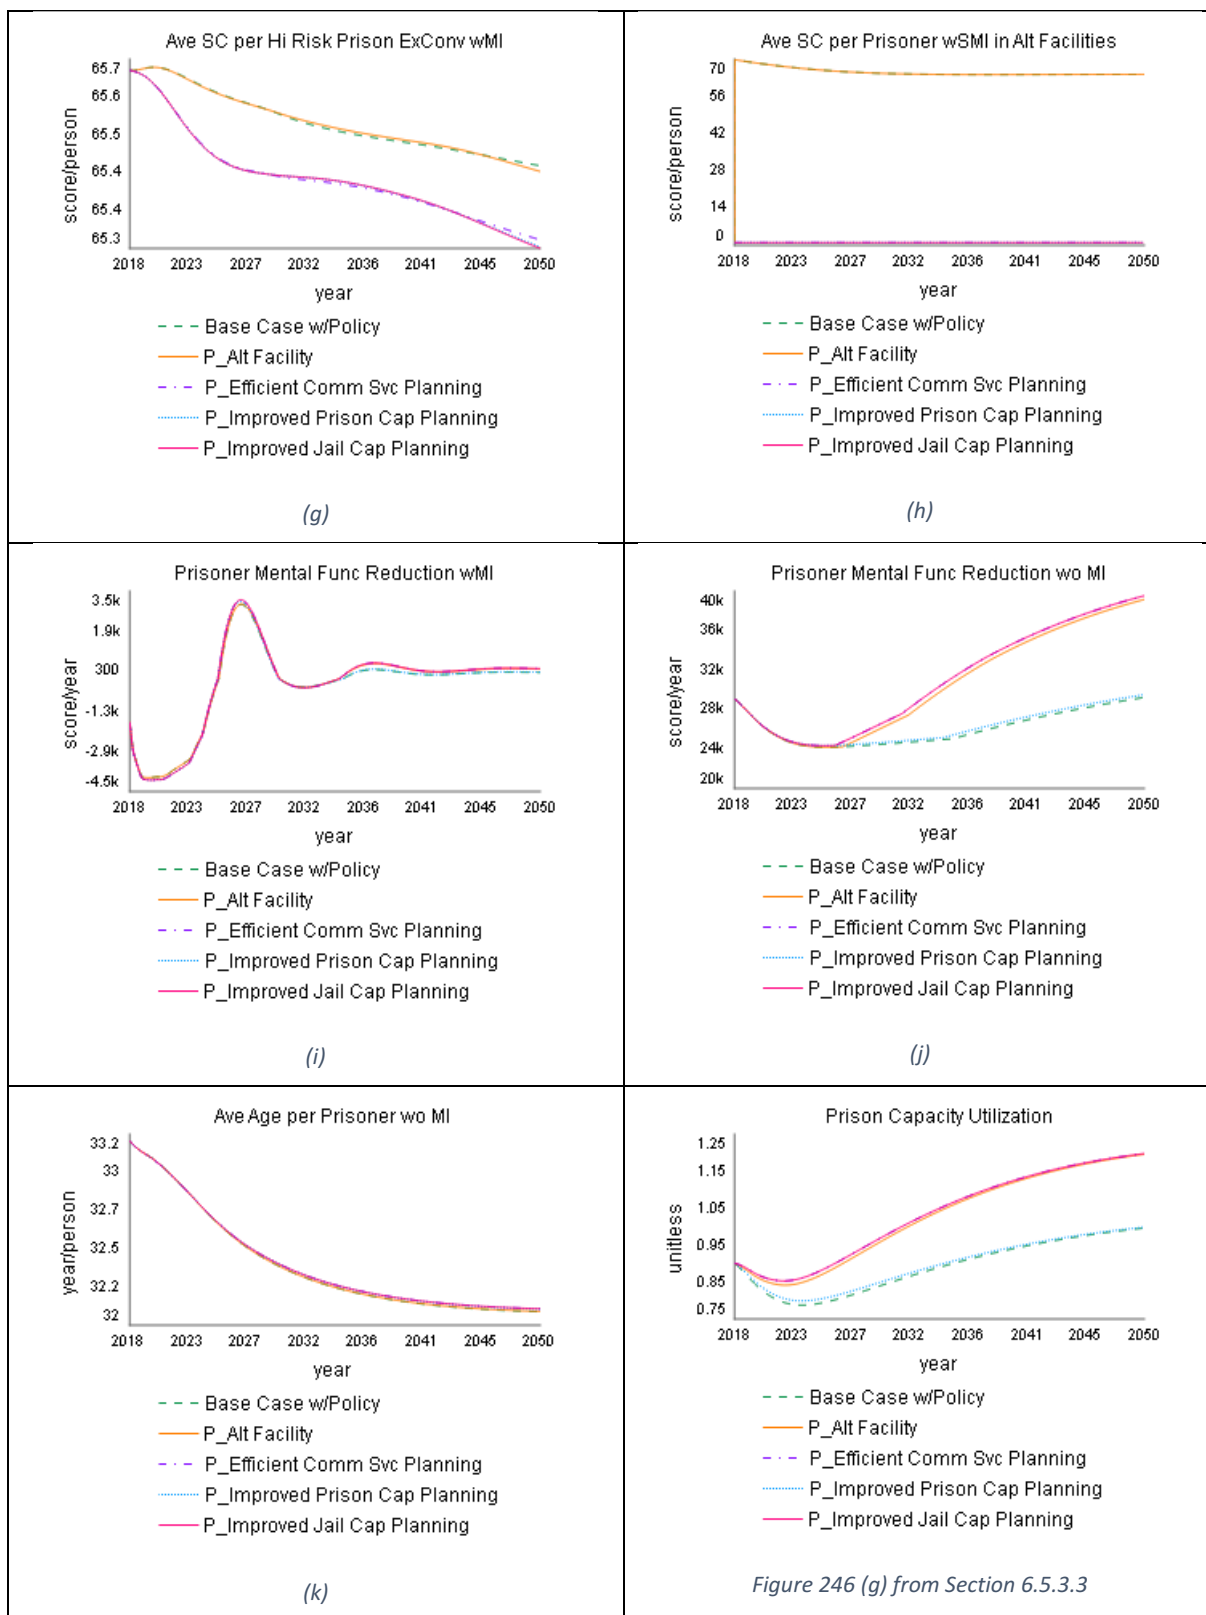 Ave SC per Hi Risk Prison ExConv wMI
score/person
65.7
65.6
65.5
65.4
65.4
65.3
2018 2023 2027 2032 2036 2041 2045 2050
year
Base Case w/Policy
P_Alt Facility
P_Efficient Comm Svc Planning
P_Improved Prison Cap Planning
P_Improved Jail Cap Planning
(g)
Ave SC per Prisoner wSMI in Alt Facilities
score/person
70
56
42
28
14
0
2018 2023 2027 2032 2036 2041 2045 2050
year
Base Case w/Policy
P_Alt Facility
P_Efficient Comm Svc Planning
P_Improved Prison Cap Planning
P_Improved Jail Cap Planning
(h)
Prisoner Mental Func Reduction wMI
score/year
3.5k
1.9k
300
-1.3k
-2.9k
-4.5k
2018 2023 2027 2032 2036 2041 2045 2050
year
Base Case w/Policy
P_Alt Facility
P_Efficient Comm Svc Planning
P_Improved Prison Cap Planning
P_Improved Jail Cap Planning
(i)
Prisoner Mental Func Reduction wo MI
score/year
40k
36k
32k
28k
24k
20k
2018 2023 2027 2032 2036 2041 2045 2050
year
Base Case w/Policy
P_Alt Facility
P_Efficient Comm Svc Planning
P_Improved Prison Cap Planning
P_Improved Jail Cap Planning
(j)
Ave Age per Prisoner wo MI
year/person
33.2
33
32.7
32.5
32.2
32
2018 2023 2027 2032 2036 2041 2045 2050
year
Base Case w/Policy
P_Alt Facility
P_Efficient Comm Svc Planning
P_Improved Prison Cap Planning
P_Improved Jail Cap Planning
(k)
Prison Capacity Utilization
unitless
1.25
1.15
1.05
0.95
0.85
0.75
2018 2023 2027 2032 2036 2041 2045 2050
year
Base Case w/Policy
P_Alt Facility
P_Efficient Comm Svc Planning
P_Improved Prison Cap Planning
P_Improved Jail Cap Planning
Figure 246 (g) from Section 6.5.3.3